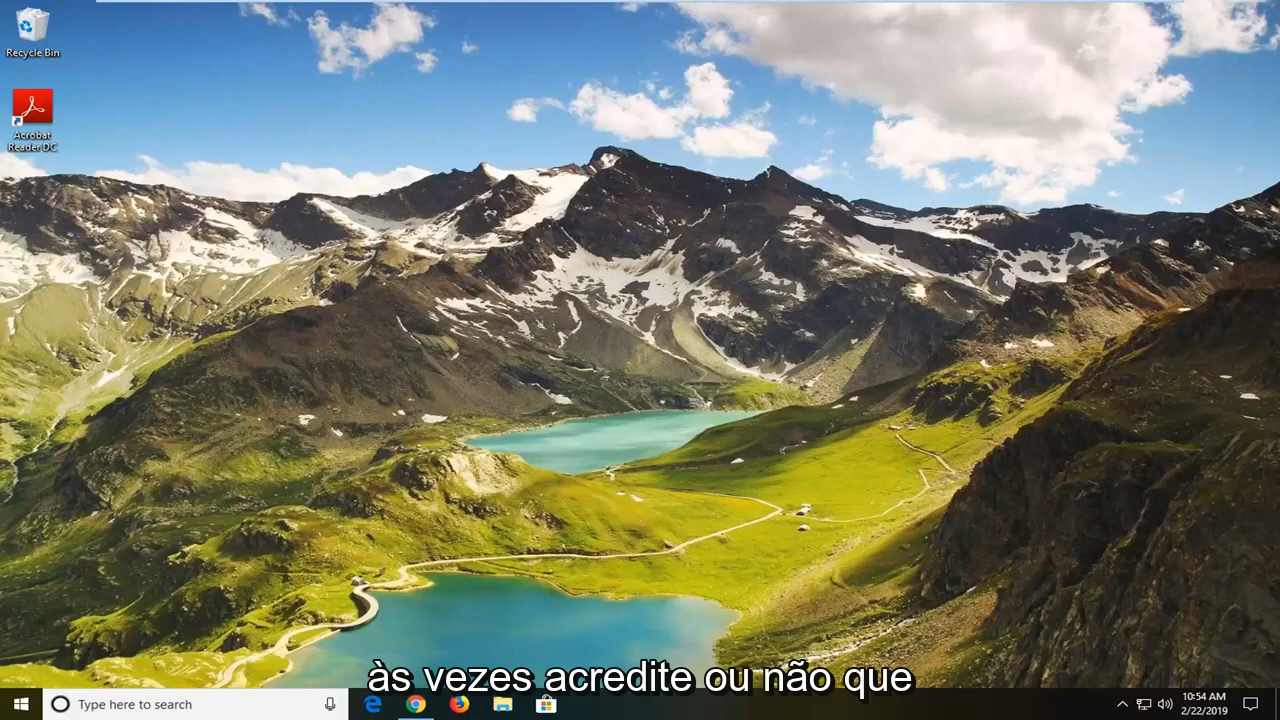 Recycle Bin
Acrobat
Reader DC
às vezes acredite ou não que
Type here to search
10:54 AM
2/22/2019